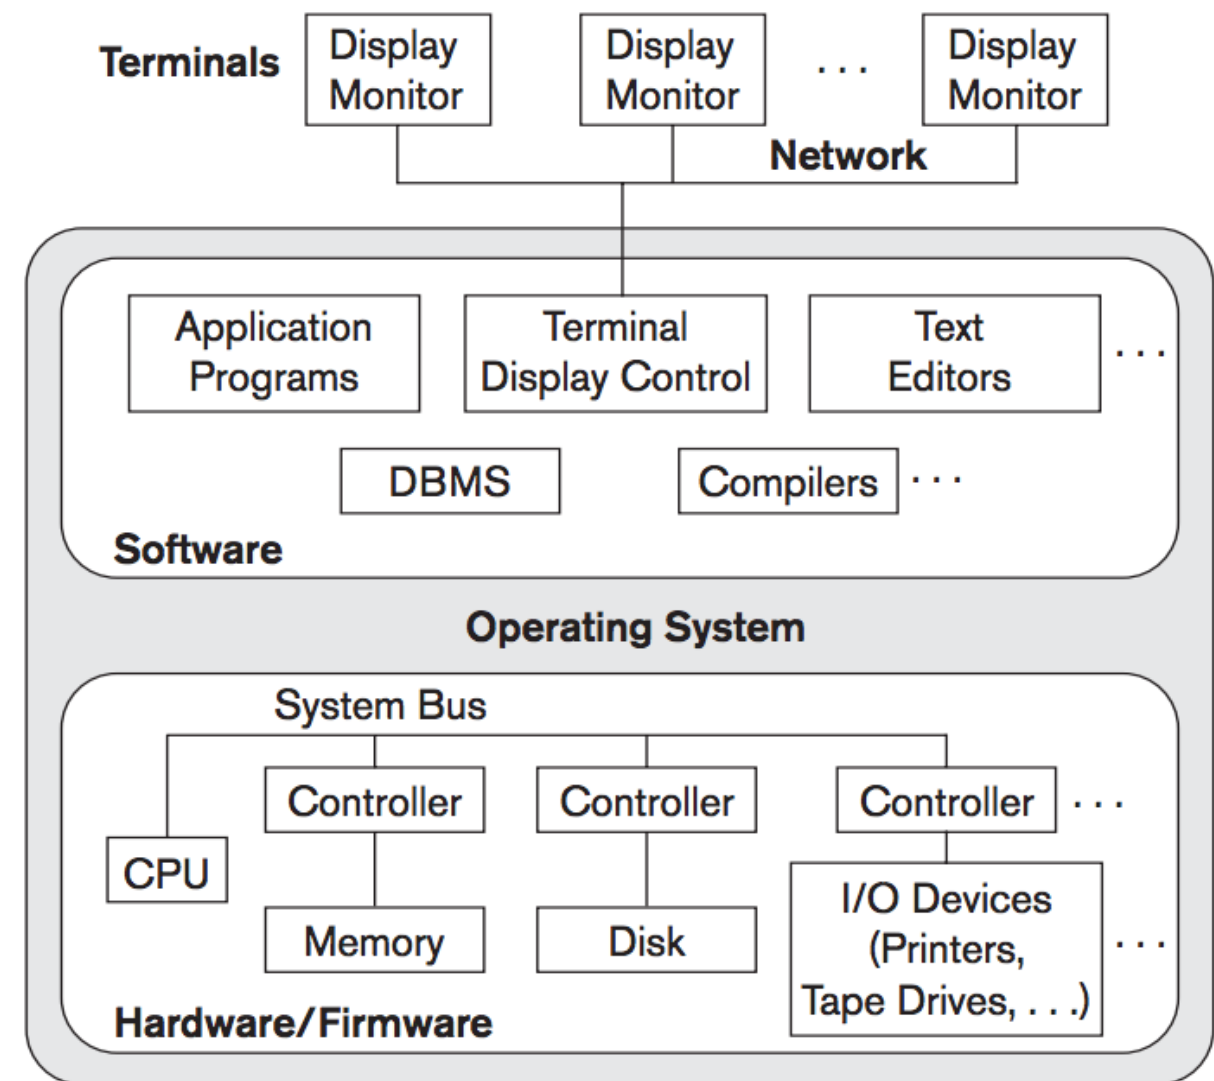 Terminals
Display
Monitor
Display
Monitor
. . .
Display
Monitor
Network
Application
Programs
Terminal
Display Control
Text
Editors
. . .
DBMS
Compilers
. . .
Software
Operating System
System Bus
Controller
Controller
Controller
. . .
CPU
Memory
Disk
I/O Devices
(Printers,
Tape Drives, . . .)
. . .
Hardware/Firmware